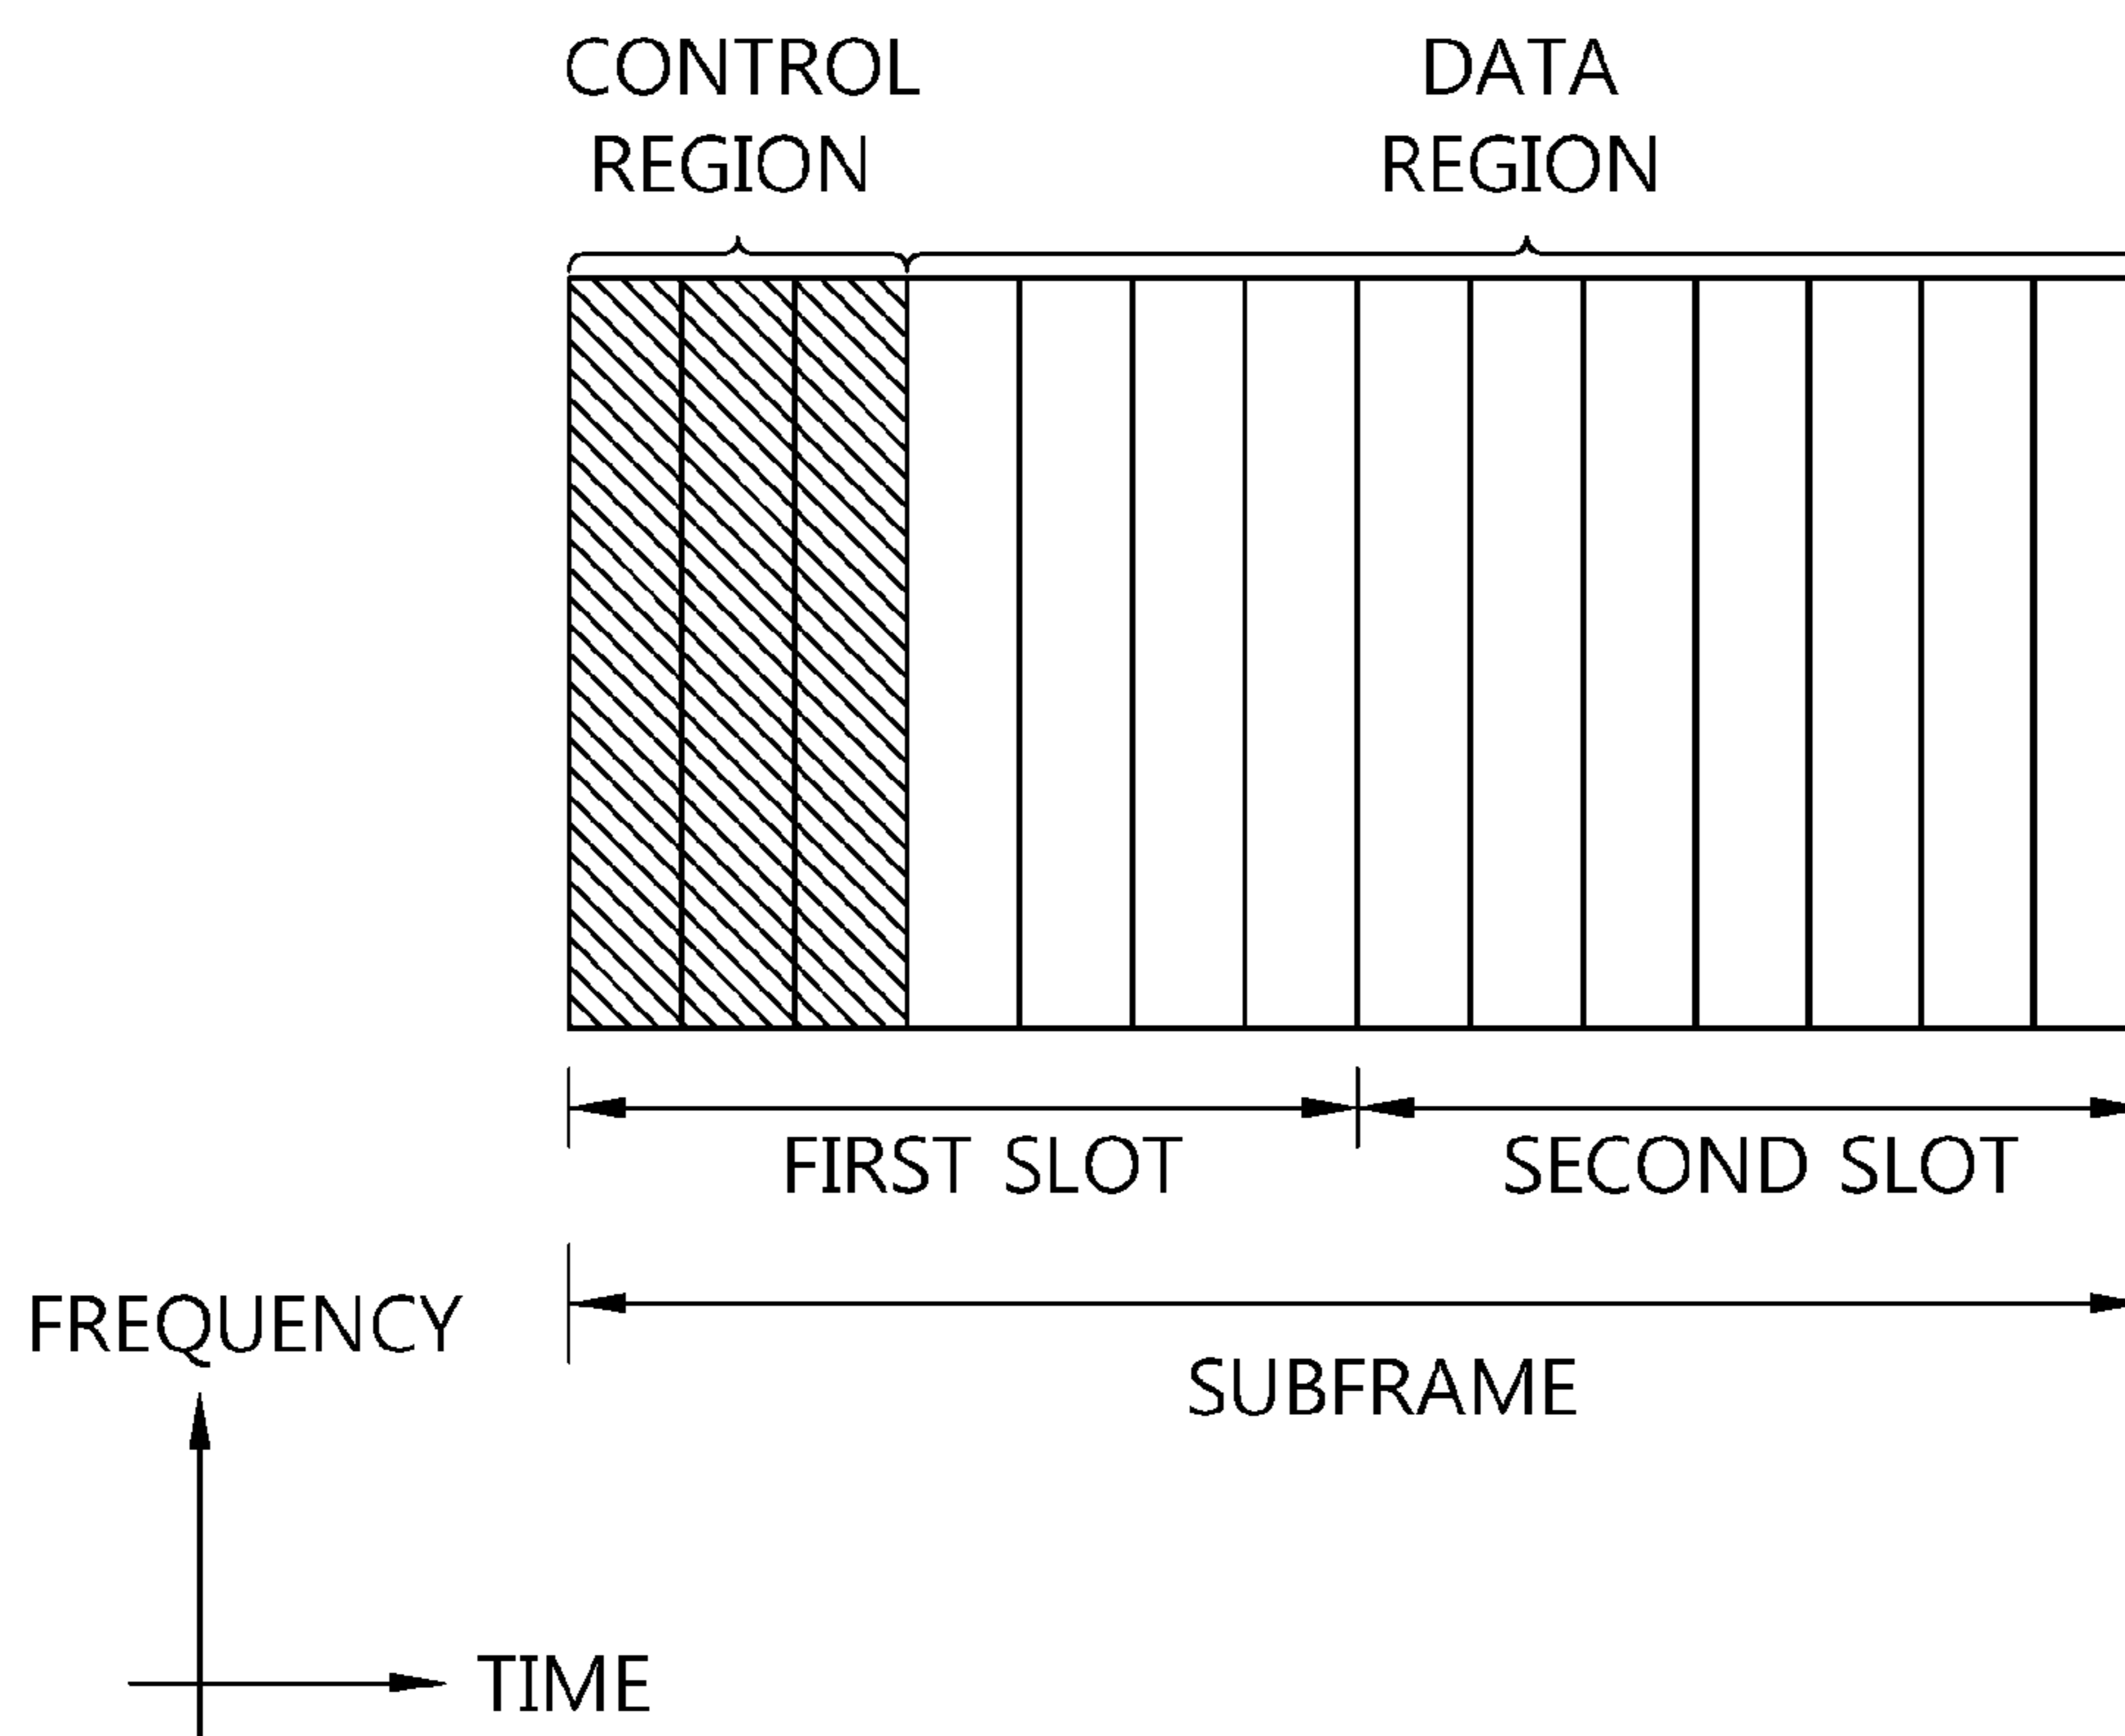 CONTROL
REGION
DATA
REGION
FIRST SLOT
SECOND SLOT
SUBFRAME
FREQUENCY
TIME